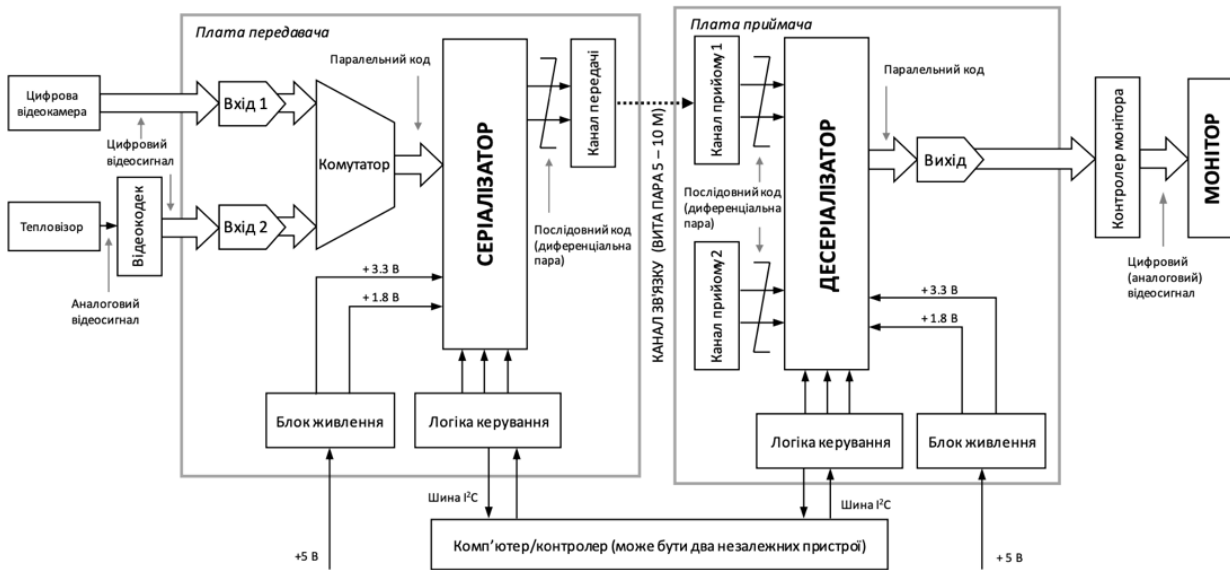 Плата передавача
Цифрова
відеокамера
Цифровий
відеосигнал
Тепловізор
Відеокодек
Аналоговий
відеосигнал
Вхід 1
Вхід 2
Комутатор
Паралельний код
СЕРІАЛІЗАТОР
Канал передачі
Послідовний код
(диференціальна
пара)
+ 3.3 В
+ 1.8 В
Блок живлення
Логіка керування
+5 В
Шина I²C
КАНАЛ ЗВ'ЯЗКУ (ВИТА ПАРА 5 – 10 М)
Плата приймача
Канал прийому 1
Канал прийому 2
Послідовний код
(диференціальна
пара)
ДЕСЕРІАЛІЗАТОР
Паралельний код
Вихід
+3.3 В
+1.8 В
Логіка керування
Блок живлення
Шина I²C
+ 5 В
Контролер монітора
МОНІТОР
Цифровий
(аналоговий)
відеосигнал
Комп'ютер/контролер (може бути два незалежних пристрої)